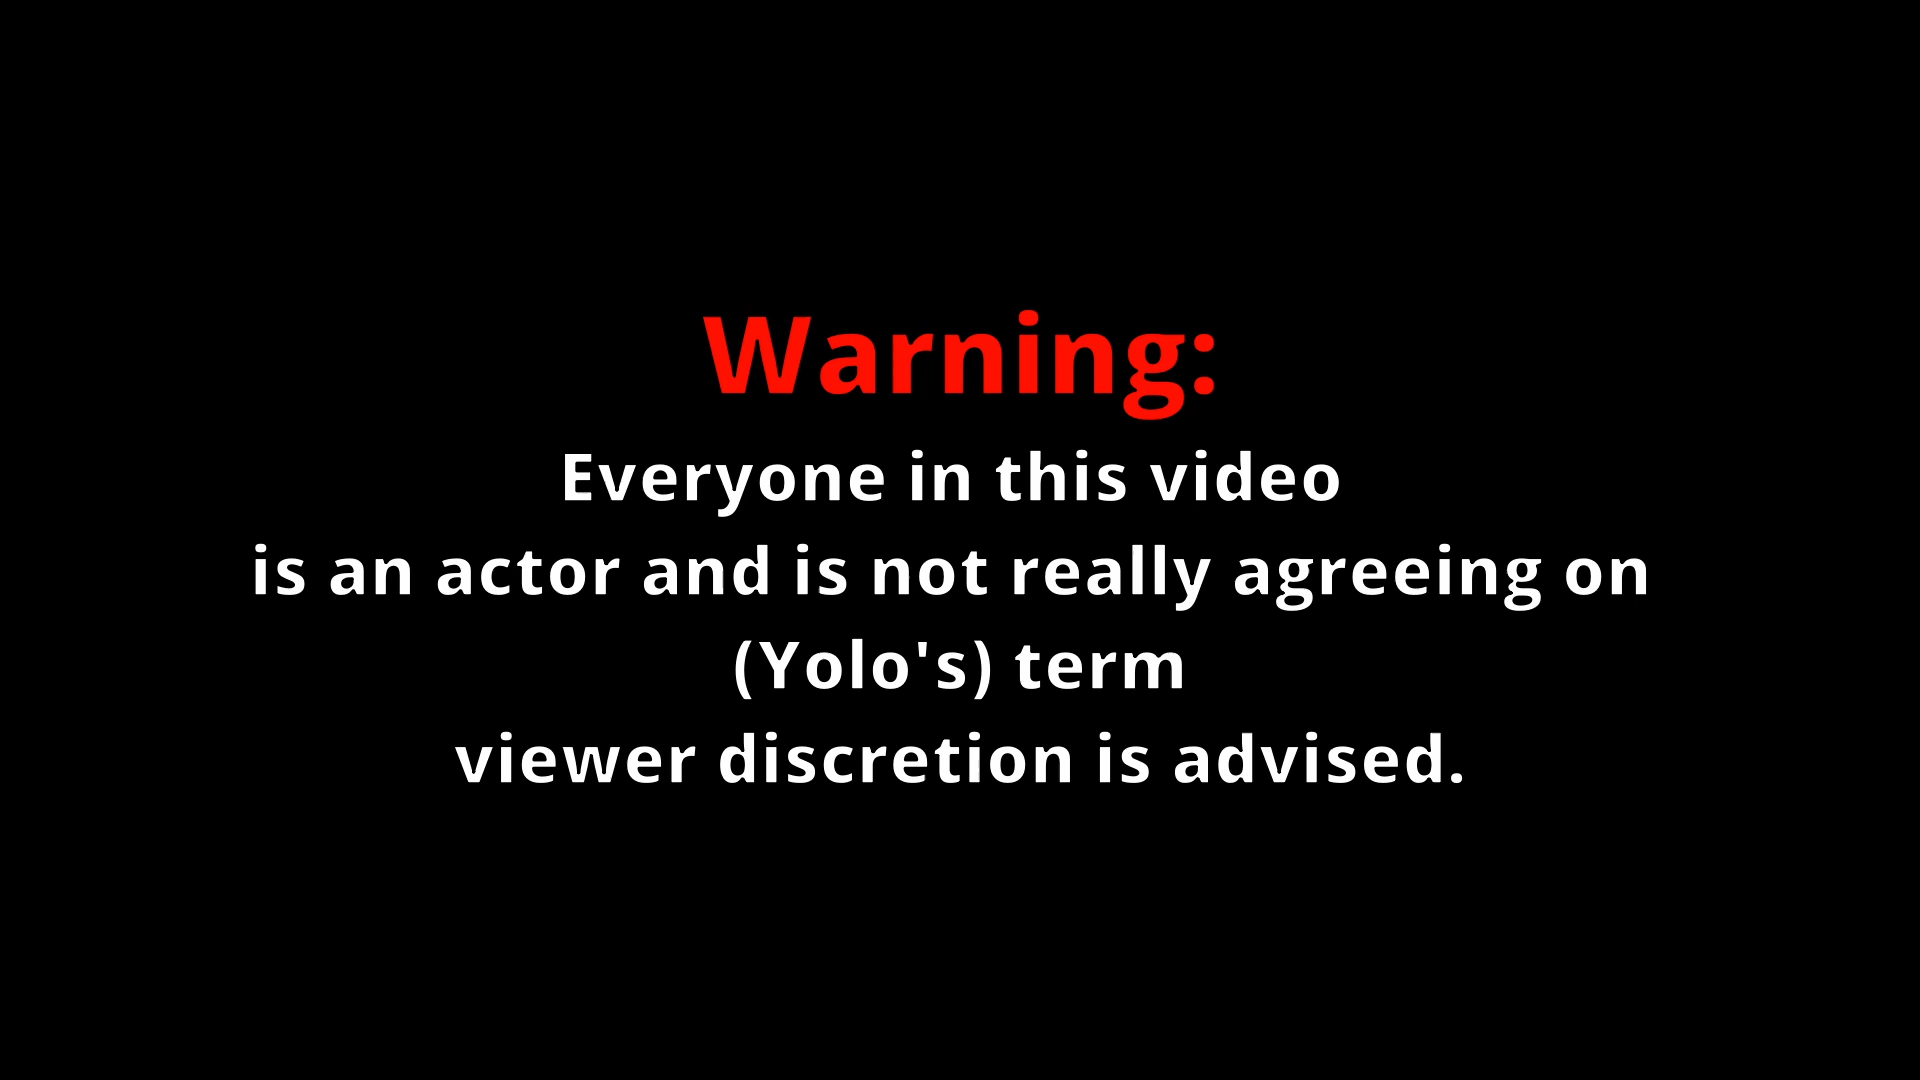 Warning:
Everyone in this video
is an actor and is not really agreeing on
(Yolo's) term
viewer discretion is advised.